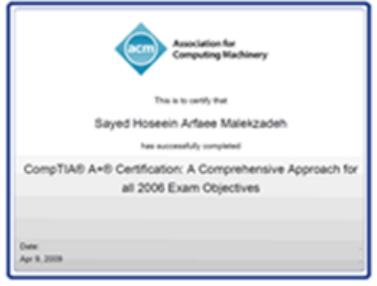 acm
Association for
Computing Machinery
This is to certify that
Sayed Hoseein Arfaee Malekzadeh
has successfully completed
CompTIA® A+® Certification: A Comprehensive Approach for
all 2006 Exam Objectives
Date:
Apr 9, 2009